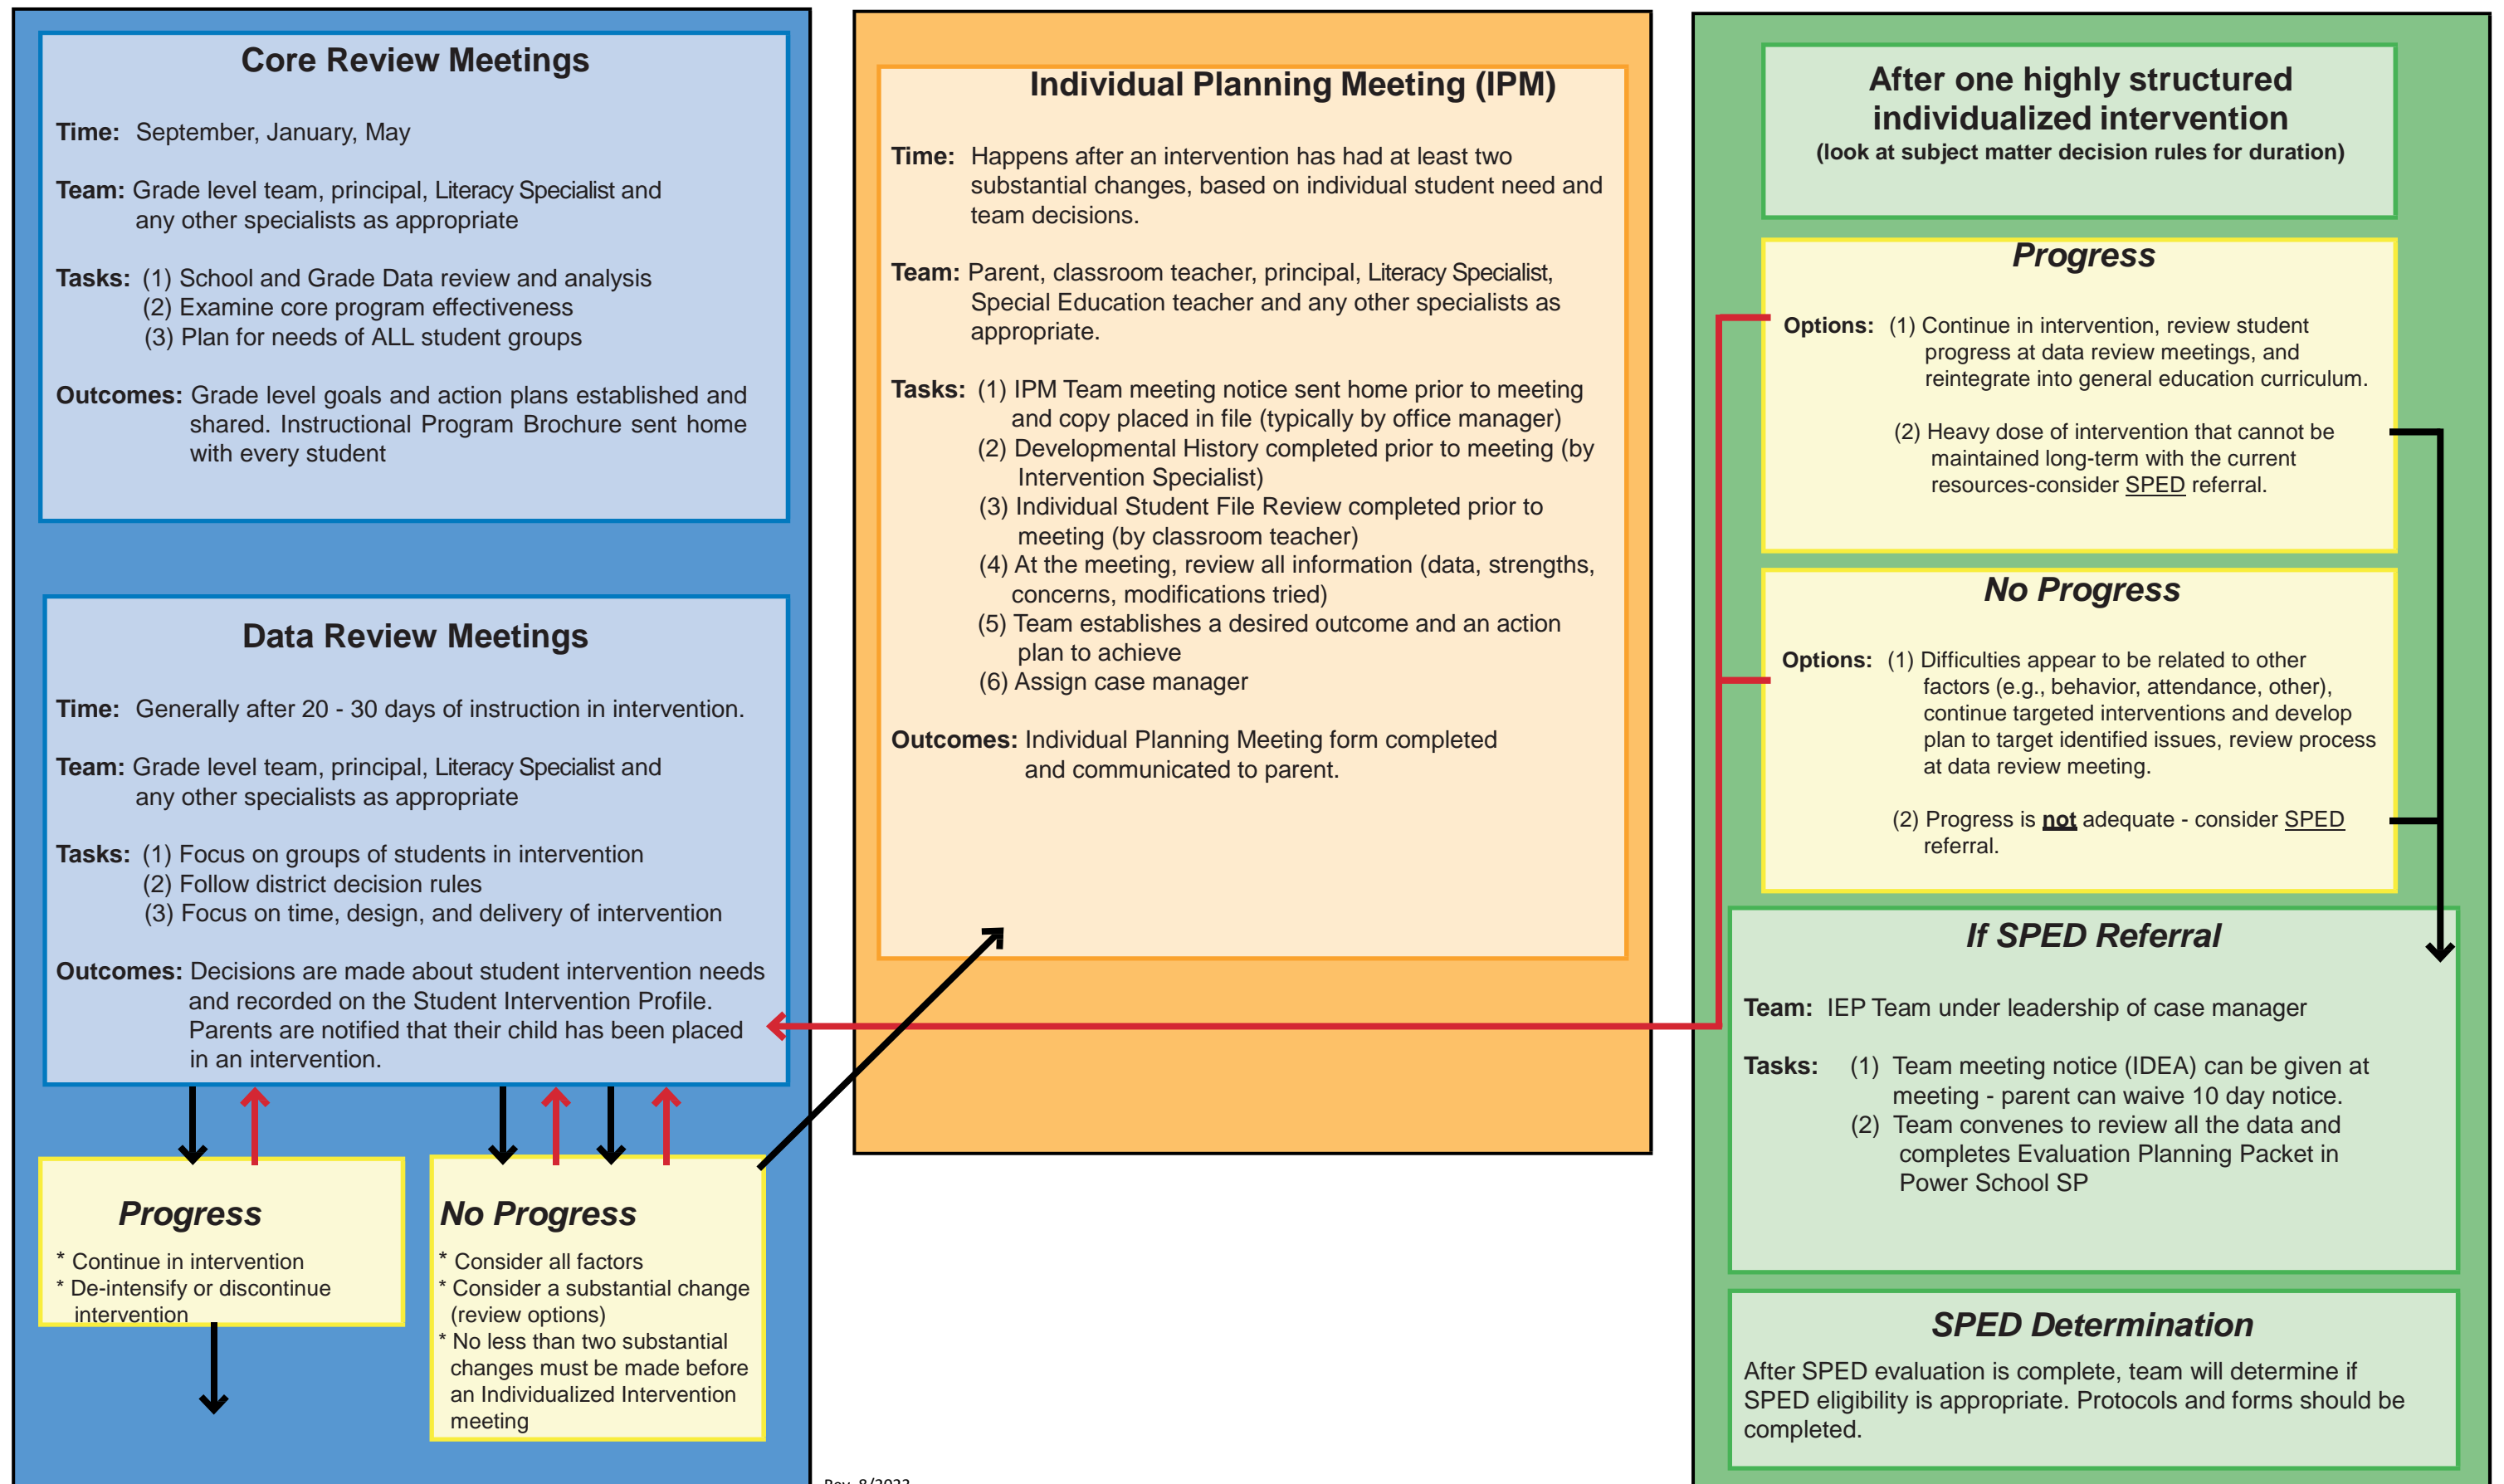 Core Review Meetings
Time: September, January, May
Team: Grade level team, principal, Literacy Specialist and
any other specialists as appropriate
Tasks: (1) School and Grade Data review and analysis
(2) Examine core program effectiveness
(3) Plan for needs of ALL student groups
Outcomes: Grade level goals and action plans established and
shared. Instructional Program Brochure sent home
with every student
Data Review Meetings
Time: Generally after 20 - 30 days of instruction in intervention.
Team: Grade level team, principal, Literacy Specialist and
any other specialists as appropriate
Tasks: (1) Focus on groups of students in intervention
(2) Follow district decision rules
(3) Focus on time, design, and delivery of intervention
Outcomes: Decisions are made about student intervention needs
and recorded on the Student Intervention Profile.
Parents are notified that their child has been placed
in an intervention.
Progress
* Continue in intervention
* De-intensify or discontinue
intervention
No Progress
* Consider all factors
* Consider a substantial change
(review options)
* No less than two substantial
changes must be made before
an Individualized Intervention
meeting
Individual Planning Meeting (IPM)
Time: Happens after an intervention has had at least two
substantial changes, based on individual student need and
team decisions.
Team: Parent, classroom teacher, principal, Literacy Specialist,
Special Education teacher and any other specialists as
appropriate.
Tasks: (1) IPM Team meeting notice sent home prior to meeting
and copy placed in file (typically by office manager)
(2) Developmental History completed prior to meeting (by
Intervention Specialist)
(3) Individual Student File Review completed prior to
meeting (by classroom teacher)
(4) At the meeting, review all information (data, strengths,
concerns, modifications tried)
(5) Team establishes a desired outcome and an action
plan to achieve
(6) Assign case manager
Outcomes: Individual Planning Meeting form completed
and communicated to parent.
Rev. 8/2023
After one highly structured
individualized intervention
(look at subject matter decision rules for duration)
Progress
Options: (1) Continue in intervention, review student
progress at data review meetings, and
reintegrate into general education curriculum.
(2) Heavy dose of intervention that cannot be
maintained long-term with the current
resources-consider SPED referral.
No Progress
Options: (1) Difficulties appear to be related to other
factors (e.g., behavior, attendance, other),
continue targeted interventions and develop
plan to target identified issues, review process
at data review meeting.
(2) Progress is not adequate - consider SPED
referral.
If SPED Referral
Team: IEP Team under leadership of case manager
Tasks: (1) Team meeting notice (IDEA) can be given at
meeting - parent can waive 10 day notice.
(2) Team convenes to review all the data and
completes Evaluation Planning Packet in
Power School SP
SPED Determination
After SPED evaluation is complete, team will determine if
SPED eligibility is appropriate. Protocols and forms should be
completed.